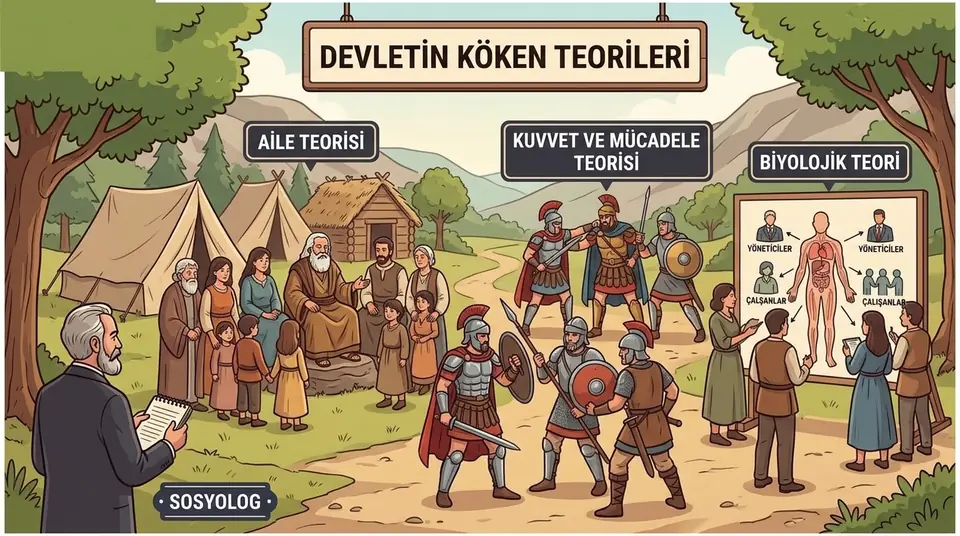 DEVLETİN KÖKEN TEORİLERİ
AİLE TEORİSİ
KUVVET VE MÜCADELE
TEORİSİ
BİYOLOJİK TEORİ
YÖNETİCİLER
YÖNETİCİLER
ÇALŞANLAR
ÇALIŞANLAR
SOSYOLOG